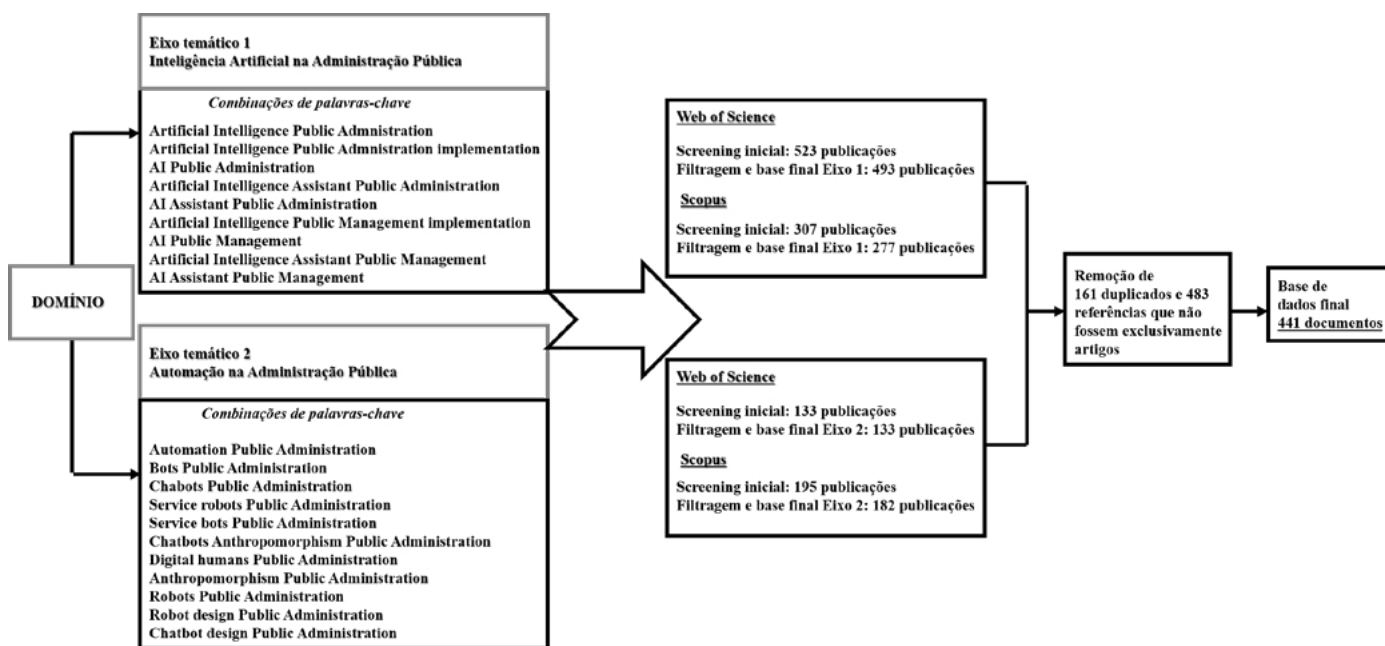 DOMÍNIO
Eixo temático 1
Inteligência Artificial na Administração Pública
Combinações de palavras-chave
Artificial Intelligence Public Admnistration
Artificial Intelligence Public Admnistration implementation
AI Public Administration
Artificial Intelligence Assistant Public Administration
AI Assistant Public Administration
Artificial Intelligence Public Management implementation
AI Public Management
Artificial Intelligence Assistant Public Management
AI Assistant Public Management
Eixo temático 2
Automação na Administração Pública
Combinações de palavras-chave
Automation Public Administration
Bots Public Administration
Chabots Public Administration
Service robots Public Administration
Service bots Public Administration
Chatbots Anthropomorphism Public Administration
Digital humans Public Administration
Anthropomorphism Public Administration
Robots Public Administration
Robot design Public Administration
Chatbot design Public Administration
Web of Science
Screening inicial: 523 publicações
Filtragem e base final Eixo 1: 493 publicações
Scopus
Screening inicial: 307 publicações
Filtragem e base final Eixo 1: 277 publicações
Web of Science
Screening inicial: 133 publicações
Filtragem e base final Eixo 2: 133 publicações
Scopus
Screening inicial: 195 publicações
Filtragem e base final Eixo 2: 182 publicações
Remoção de
161 duplicados e 483
referências que não
fossem exclusivamente
artigos
Base de
dados final
441 documentos